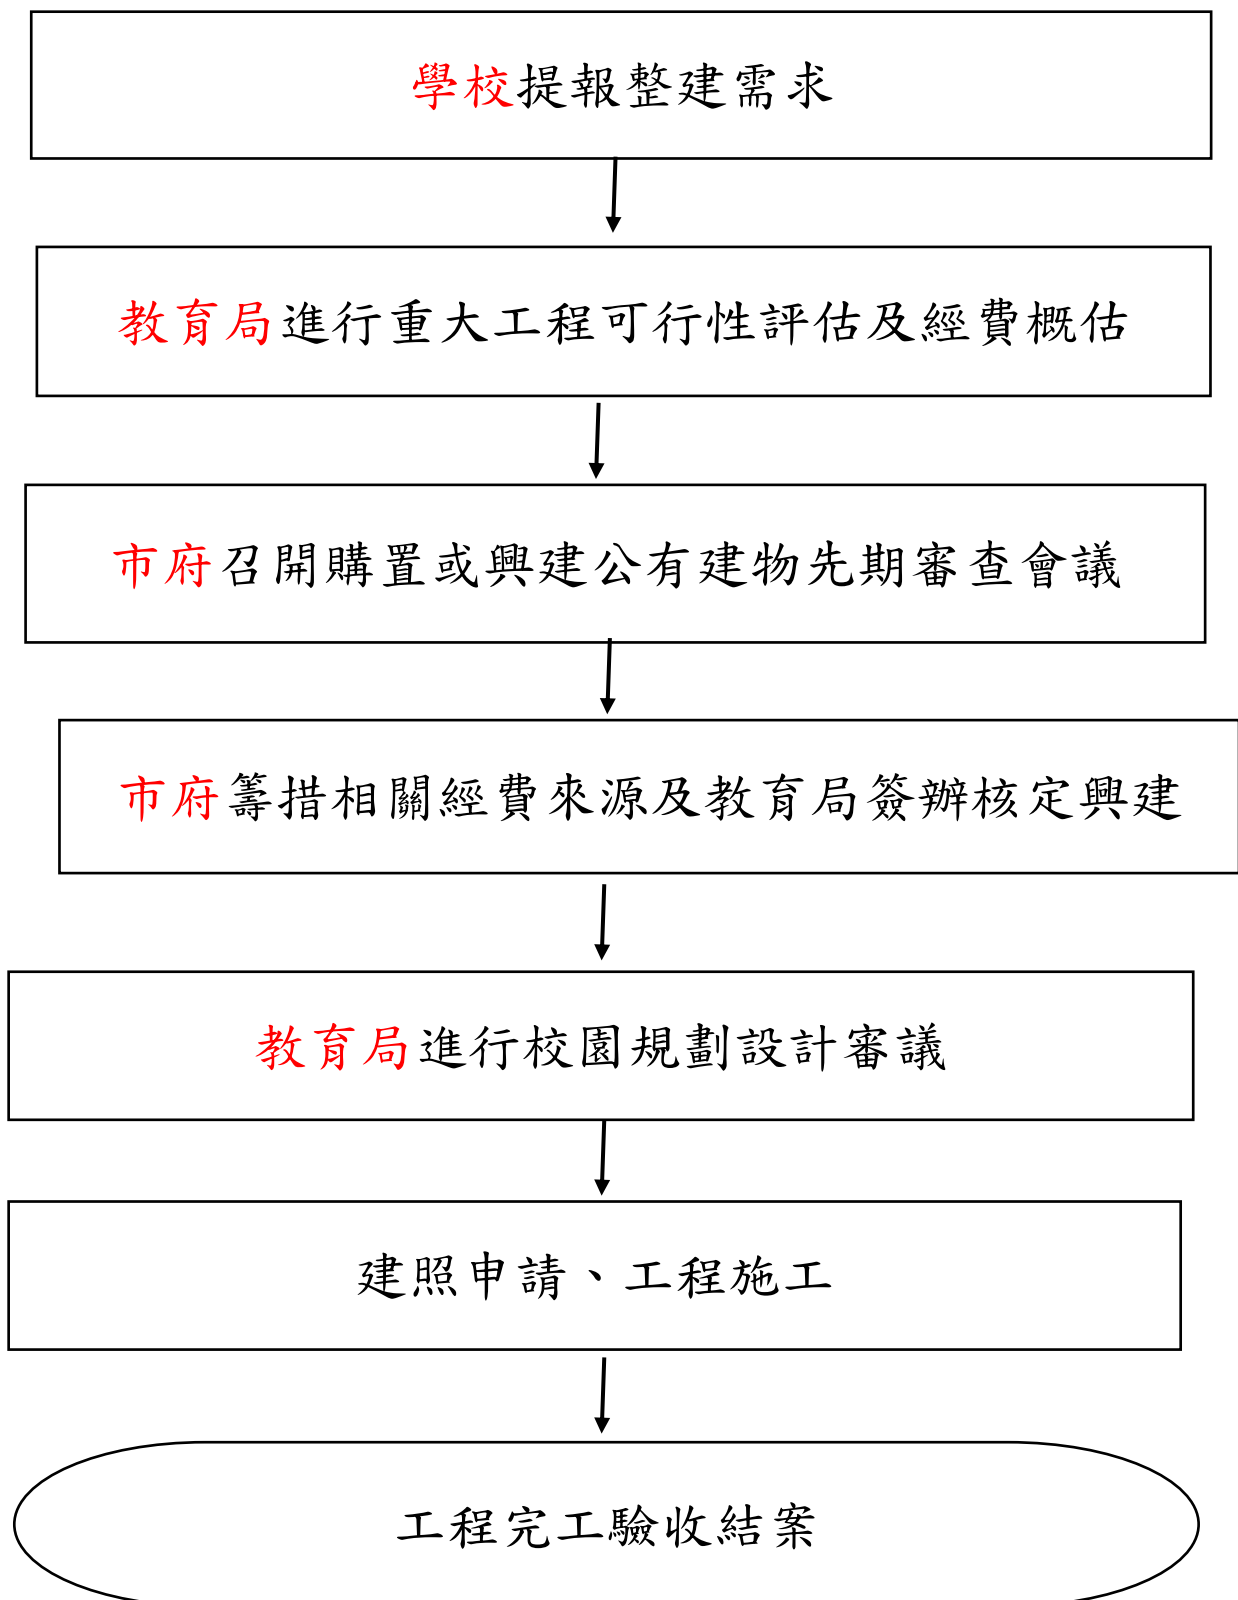 學校提報整建需求
教育局進行重大工程可行性評估及經費概估
市府召開購置或興建公有建物先期審查會議
市府籌措相關經費來源及教育局簽辦核定興建
教育局進行校園規劃設計審議
建照申請、工程施工
工程完工驗收結案